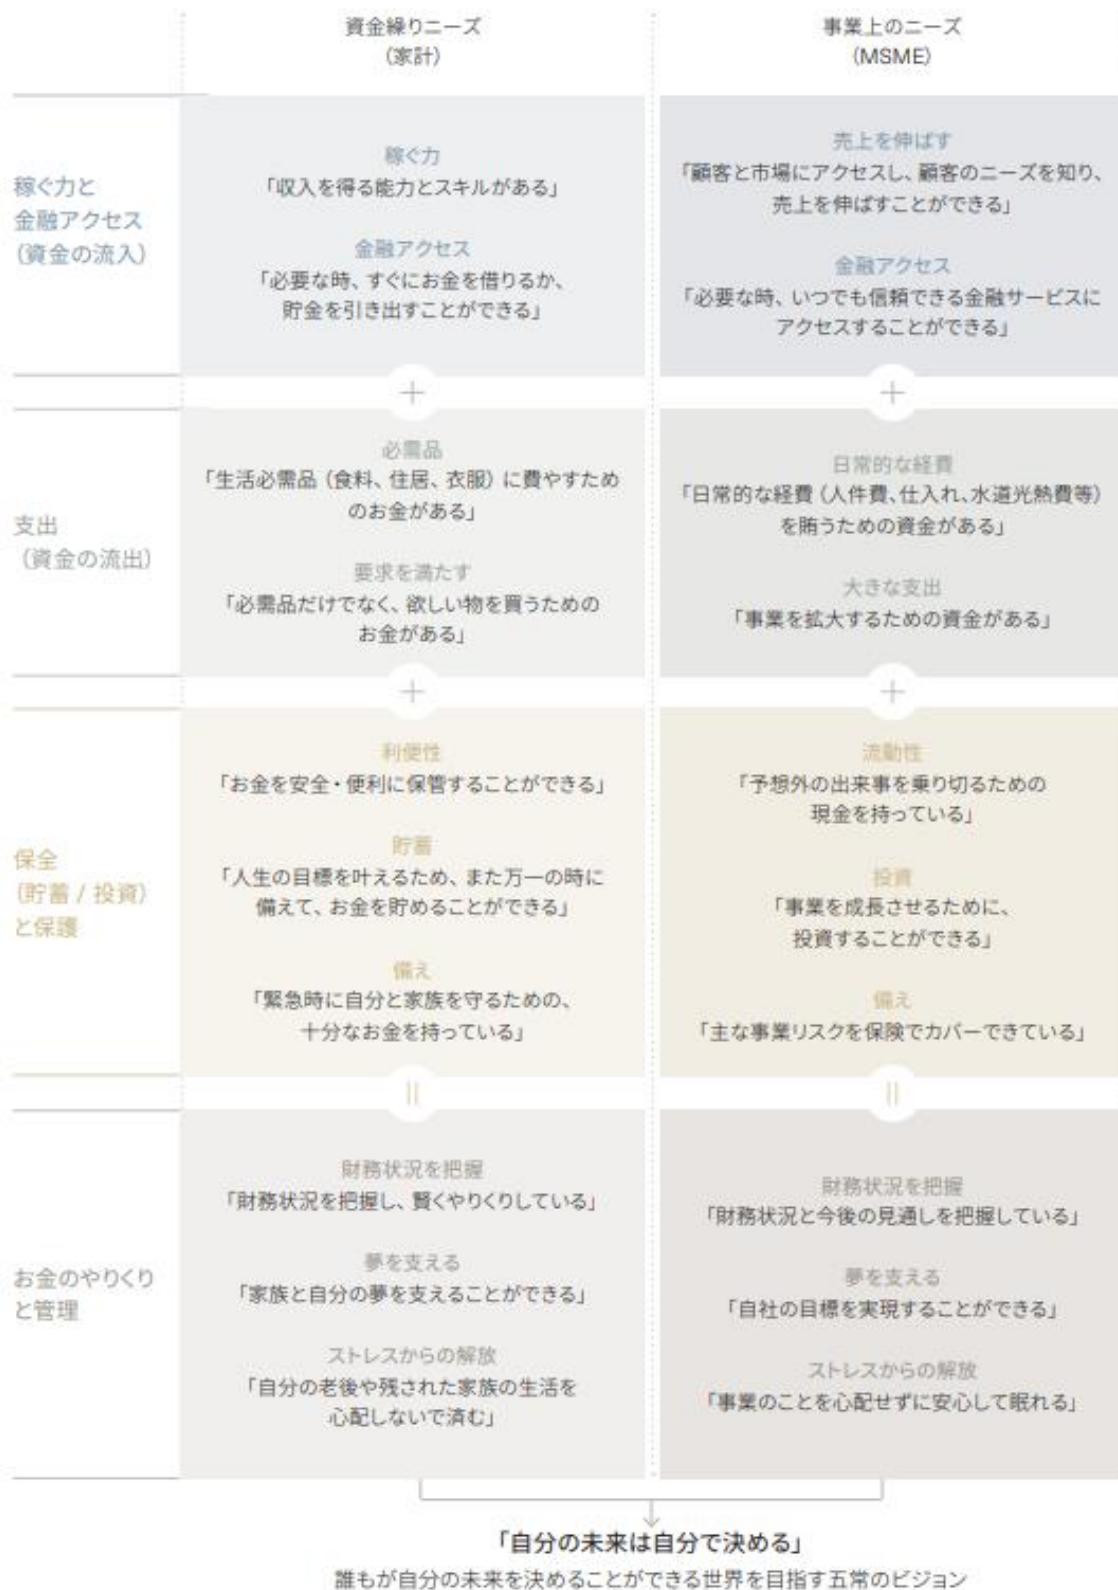 資金繰りニーズ
（家計）
事業上のニーズ
（MSME）
稼ぐ力と
金融アクセス
（資金の流入）
稼ぐ力
「収入を得る能力とスキルがある」
金融アクセス
「必要な時、すぐにお金を借りるか、
貯金を引き出すことができる」
売上を伸ばす
「顧客と市場にアクセスし、顧客のニーズを知り、
売上を伸ばすことができる」
金融アクセス
「必要な時、いつでも信頼できる金融サービスに
アクセスすることができる」
+
+
支出
（資金の流出）
必需品
「生活必需品（食料、住居、衣服）に費やすため
のお金がある」
要求を満たす
「必需品だけでなく、欲しい物を買うための
お金がある」
日常的な経費
「日常的な経費（人件費、仕入れ、水道光熱費等）
を賄うための資金がある」
大きな支出
「事業を拡大するための資金がある」
+
+
保全
（貯蓄 / 投資）
と保護
利便性
「お金を安全・便利に保管することができる」
貯蓄
「人生の目標を叶えるため、また万一の時に
備えて、お金を貯めることができる」
備え
「緊急時に自分と家族を守るための、
十分なお金を持っている」
流動性
「予想外の出来事を乗り切るための
現金を持っている」
投資
「事業を成長させるために、
投資することができる」
備え
「主な事業リスクを保険でカバーできている」
お金のやりくり
と管理
財務状況を把握
「財務状況を把握し、賢くやりくりしている」
夢を支える
「家族と自分の夢を支えることができる」
ストレスからの解放
「自分の老後や残された家族の生活を
心配しないで済む」
財務状況を把握
「財務状況と今後の見通しを把握している」
夢を支える
「自社の目標を実現することができる」
ストレスからの解放
「事業のことを心配せずに安心して眠れる」
「自分の未来は自分で決める」
誰もが自分の未来を決めることができる世界を目指す五常のビジョン